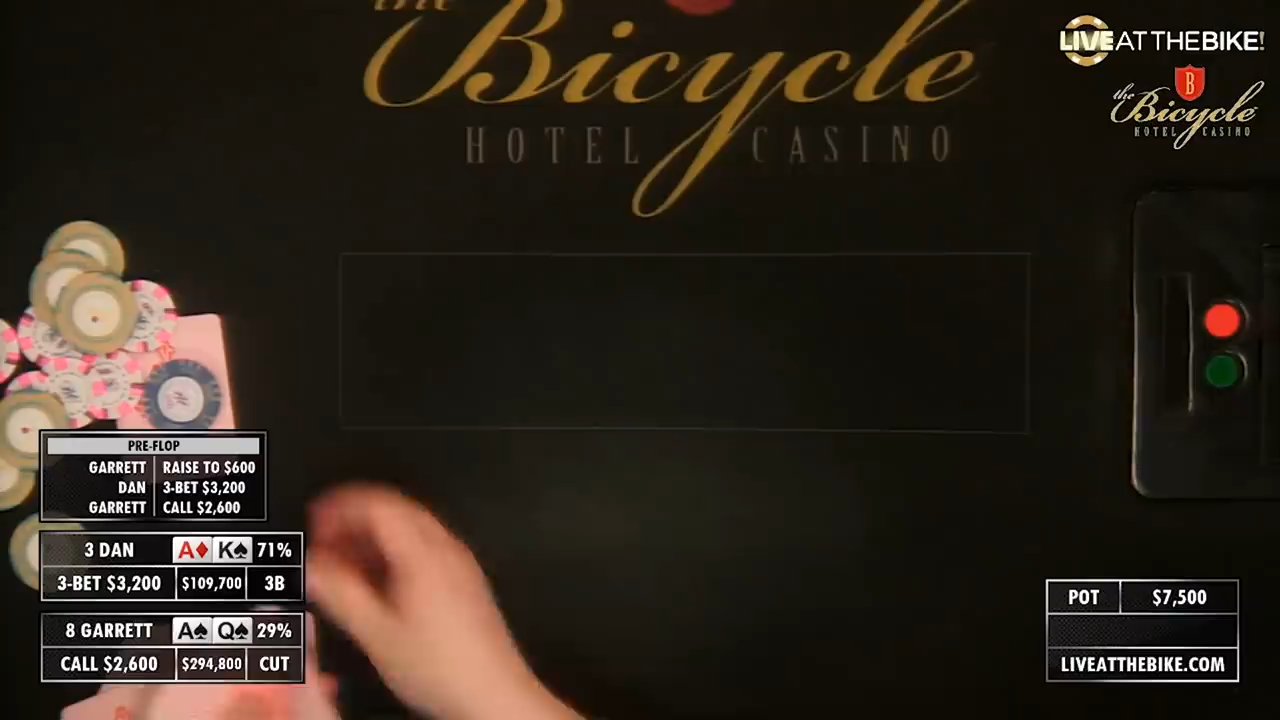 the
Bicycle
HOTEL CASINO
LIVE AT THE BIKE!
B
the
Bicycle
HOTEL CASINO
PRE-FLOP
GARRETT RAISE TO $600
DAN 3-BET $3,200
GARRETT CALL $2,600
3 DAN A♦ K♠ 71%
3-BET $3,200 $109,700 3B
8 GARRETT A♠ Q♠ 29%
CALL $2,600 $294,800 CUT
POT $7,500
LIVEATTHEBIKE.COM